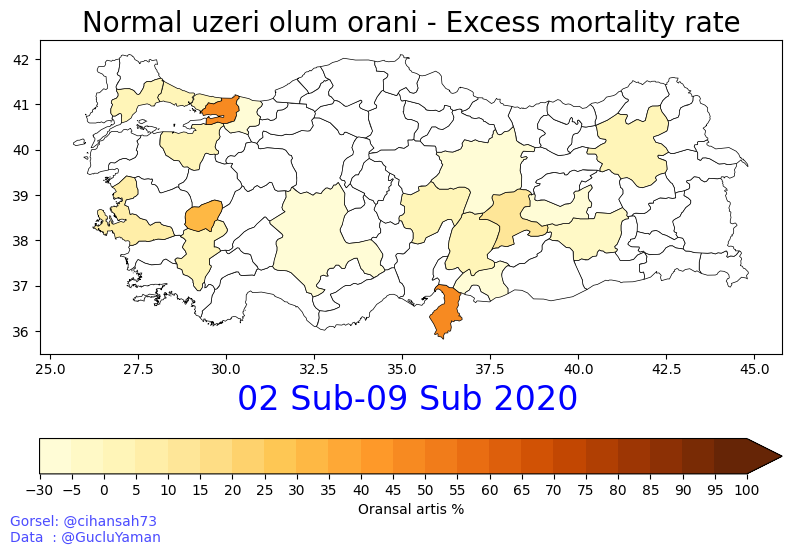 Normal uzeri olum orani - Excess mortality rate
42
41
40
39
38
37
36
25.0 27.5 30.0 32.5 35.0 37.5 40.0 42.5 45.0
02 Sub-09 Sub 2020
−30 −5 0 5 10 15 20 25 30 35 40 45 50 55 60 65 70 75 80 85 90 95 100
Oransal artis %
Gorsel: @cihansah73
Data : @GucluYaman